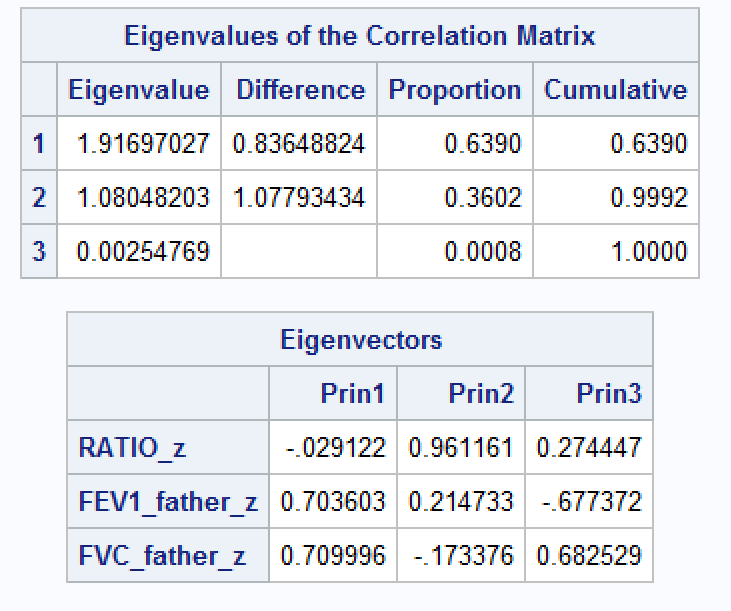 Eigenvalues of the Correlation Matrix
Eigenvalue Difference Proportion Cumulative
1 1.91697027 0.83648824 0.6390 0.6390
2 1.08048203 1.07793434 0.3602 0.9992
3 0.00254769 0.0008 1.0000
Eigenvectors
Prin1 Prin2 Prin3
RATIO_z -.029122 0.961161 0.274447
FEV1_father_z 0.703603 0.214733 -.677372
FVC_father_z 0.709996 -.173376 0.682529